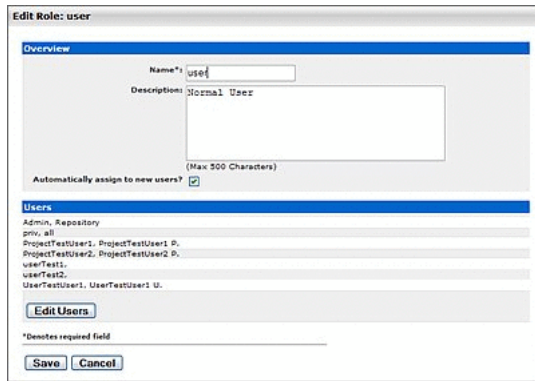 Edit Role: user
Overview
Name*: user
Description: Normal User
(Max 500 Characters)
Automatically assign to new users?
Users
Admin, Repository
priv, all
ProjectTestUser1, ProjectTestUser1 P.
ProjectTestUser2, ProjectTestUser2 P.
userTest1,
userTest2,
UserTestUser1, UserTestUser1 U.
Edit Users
*Denotes required field
Save Cancel